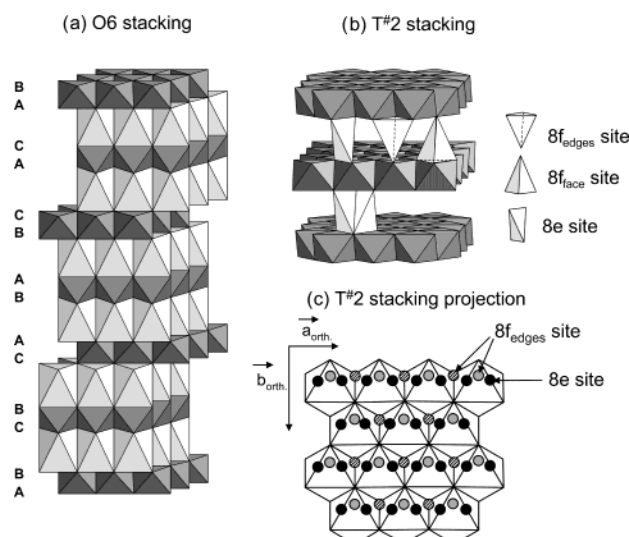 (a) O6 stacking
B
A
C
A
C
B
A
B
A
C
B
C
B
A
(b) T#2 stacking
8fedges site
8fface site
8e site
(c) T#2 stacking projection
aorth.
borth.
8fedges site
8e site